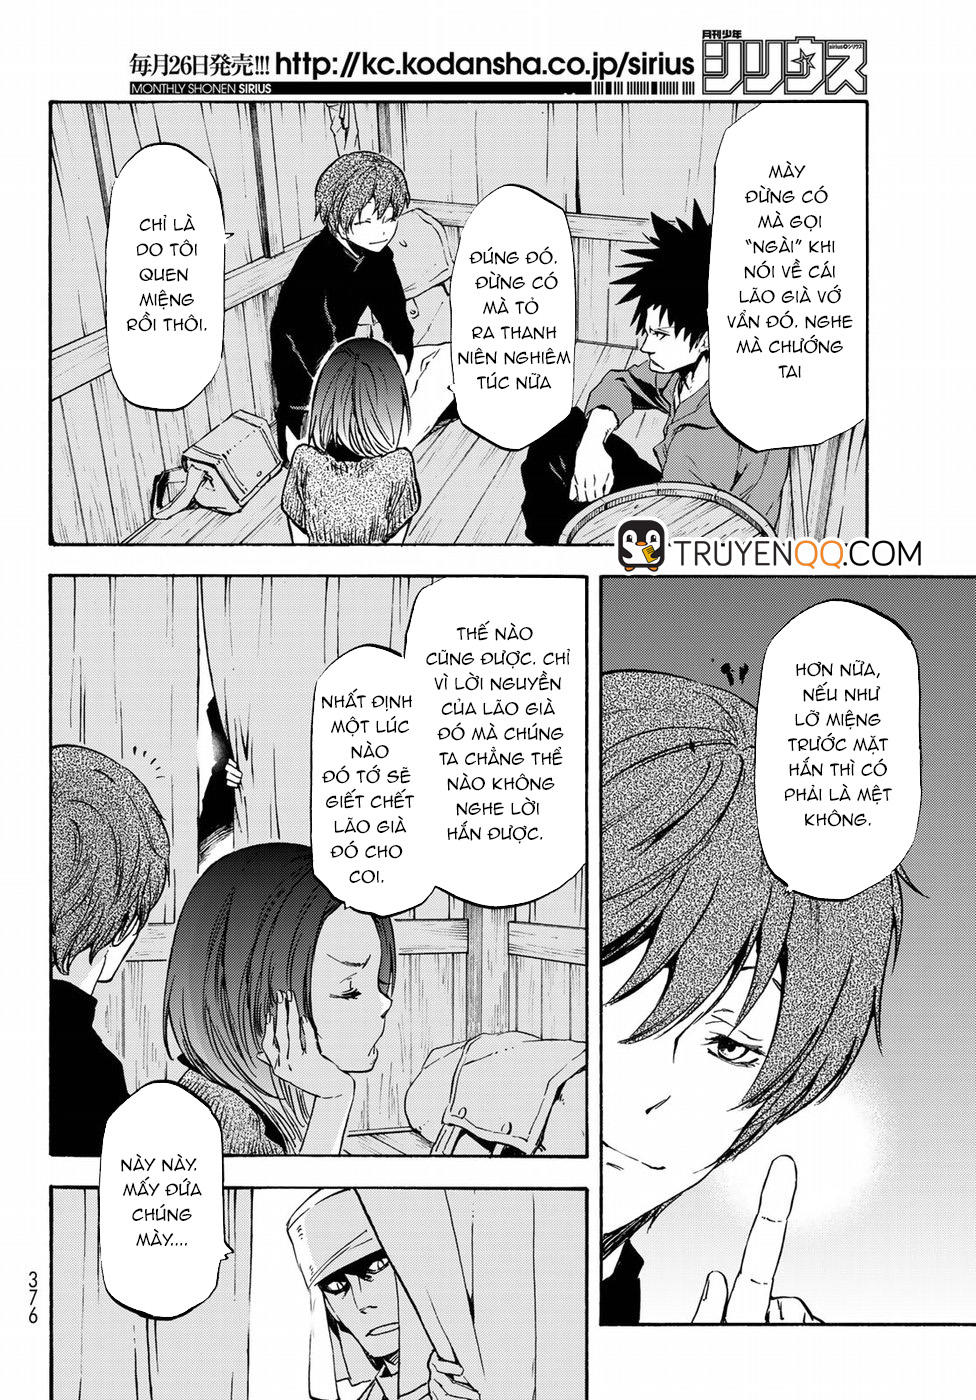 毎月26日発売!!! http://kc.kodansha.co.jp/sirius
MONTHLY SHONEN SIRIUS
月刊少年
sirius シリウス
シリウス
MÀY
ĐỪNG CÓ
MÀ GỌI
"NGÀI" KHI
NÓI VỀ CÁI
LÃO GIÀ VỚ
VẨN ĐÓ. NGHE
MÀ CHƯỚNG
TAI
ĐÚNG ĐÓ.
ĐỪNG CÓ
MÀ TỎ
RA THANH
NIÊN NGHIÊM
TÚC NỮA
CHỈ LÀ
DO TÔI
QUEN
MIỆNG
RỒI THÔI.
TRUYENQQ.COM
HƠN NỮA,
NẾU NHƯ
LỠ MIỆNG
TRƯỚC MẶT
HẮN THÌ CÓ
PHẢI LÀ MỆT
KHÔNG.
THẾ NÀO
CŨNG ĐƯỢC. CHỈ
VÌ LỜI NGUYỀN
CỦA LÃO GIÀ
ĐÓ MÀ CHÚNG
TA CHẲNG THỂ
NÀO KHÔNG
NGHE LỜI
HẮN ĐƯỢC.
NHẤT ĐỊNH
MỘT LÚC
NÀO
ĐÓ TỚ SẼ
GIẾT CHẾT
LÃO GIÀ
ĐÓ CHO
COI.
NÀY NÀY.
MẤY ĐỨA
CHÚNG
MÀY....
376